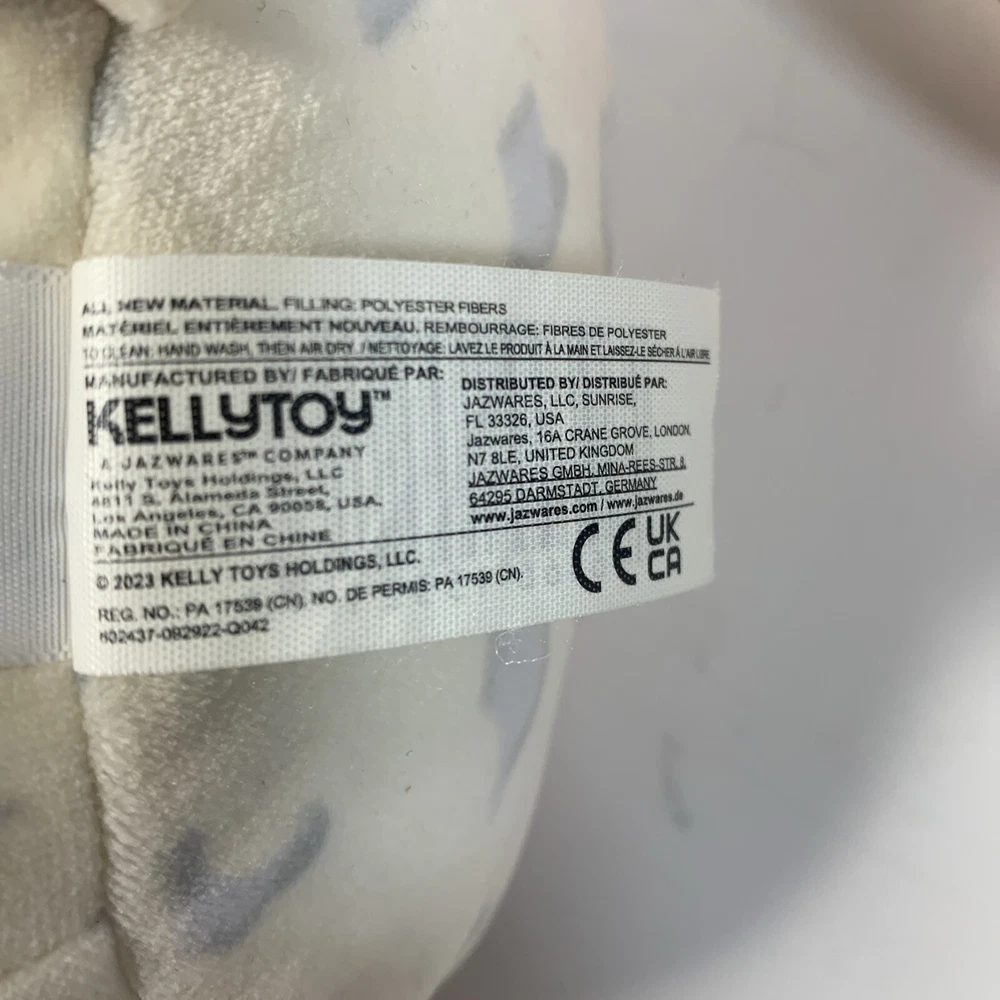 ALL NEW MATERIAL. FILLING: POLYESTER FIBERS
MATÉRIEL ENTIÈREMENT NOUVEAU. REMBOURRAGE: FIBRES DE POLYESTER
TO CLEAN: HAND WASH, THEN AIR DRY. / NETTOYAGE: LAVEZ LE PRODUIT À LA MAIN ET LAISSEZ-LE SÉCHER À L'AIR LIBRE
MANUFACTURED BY/ FABRIQUÉ PAR:
KELLYTOY™
A JAZWARES™ COMPANY
Kelly Toys Holdings, LLC
4811 S. Alameda Street,
Los Angeles, CA 90058, USA.
MADE IN CHINA
FABRIQUÉ EN CHINE
DISTRIBUTED BY/ DISTRIBUÉ PAR:
JAZWARES, LLC, SUNRISE,
FL 33326, USA
Jazwares, 16A CRANE GROVE, LONDON,
N7 8LE, UNITED KINGDOM
JAZWARES GMBH, MINA-REES-STR. 8,
64295 DARMSTADT, GERMANY
www.jazwares.com / www.jazwares.de
© 2023 KELLY TOYS HOLDINGS, LLC.
REG. NO.: PA 17539 (CN). NO. DE PERMIS: PA 17539 (CN).
602437-092922-Q042
CE UK
CA